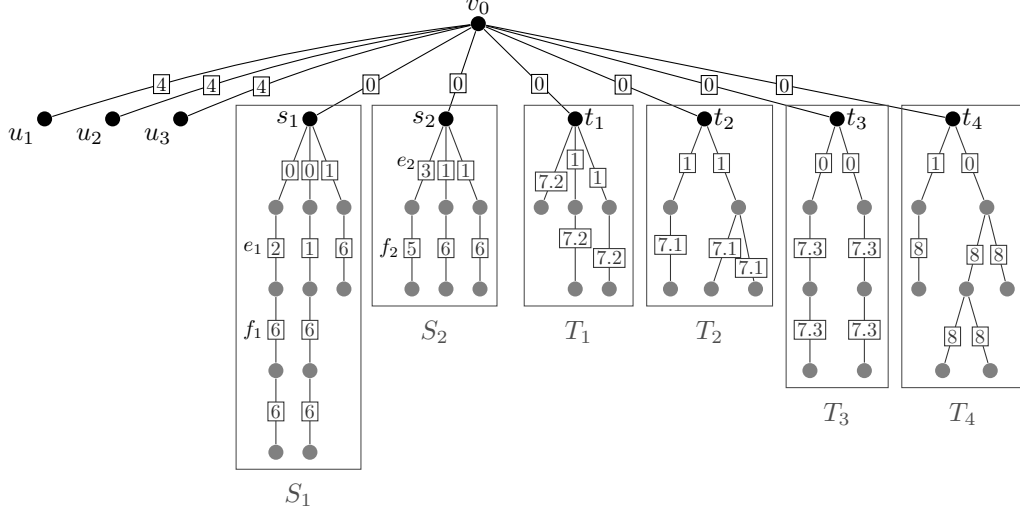 v0
4 4 4 0 0 0 0 0 0
u1 u2 u3 s1 s2 t1 t2 t3 t4
0 0 1 e2 3 1 1 7.2 1 1 1 1 0 0 1 0
e1 2 1 6 f2 5 6 6 7.2 7.2 7.1 7.1 7.1 7.3 7.3 8 8 8
f1 6 6 7.3 7.3 8 8
6 6
S2 T1 T2
T3 T4
S1